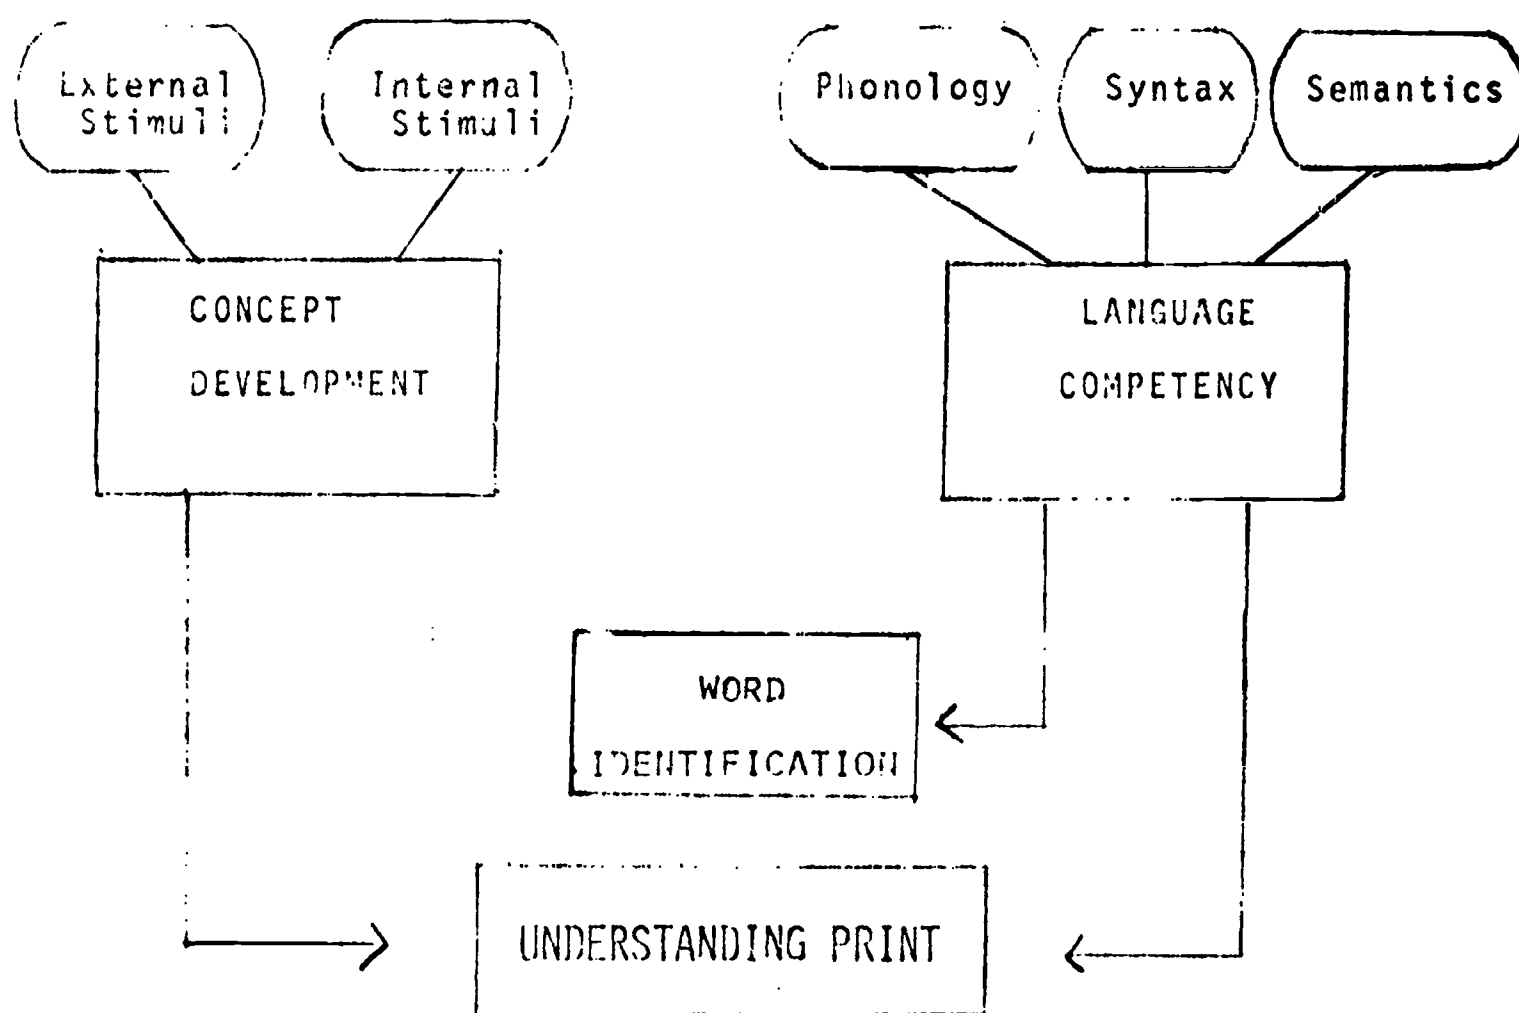 External
Stimuli
Internal
Stimuli
Phonology
Syntax
Semantics
CONCEPT
DEVELOPMENT
LANGUAGE
COMPETENCY
WORD
IDENTIFICATION
UNDERSTANDING PRINT